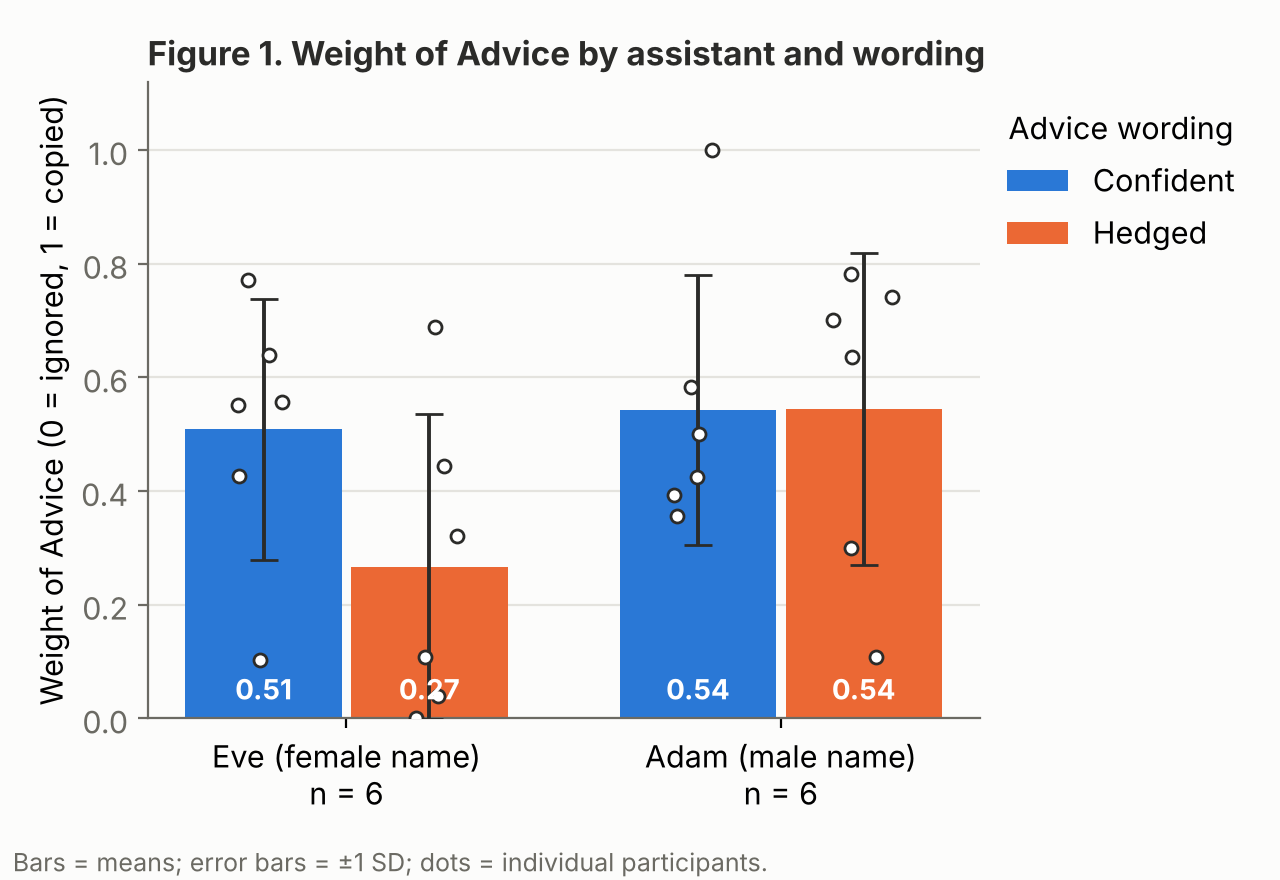 Figure 1. Weight of Advice by assistant and wording
Weight of Advice (0 = ignored, 1 = copied)
1.0
0.8
0.6
0.4
0.2
0.0
Advice wording
Confident
Hedged
0.51
0.27
0.54
0.54
Eve (female name)
n = 6
Adam (male name)
n = 6
Bars = means; error bars = ±1 SD; dots = individual participants.